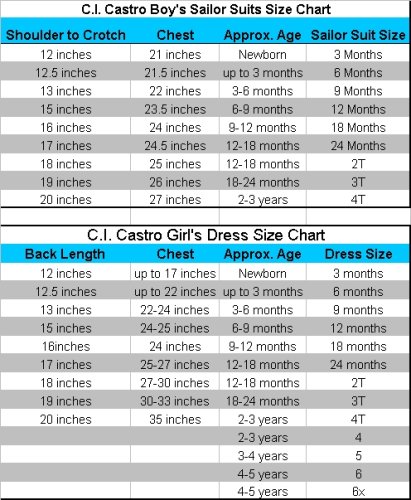 C.I. Castro Boy's Sailor Suits Size Chart
Shoulder to Crotch Chest Approx. Age Sailor Suit Size
12 inches 21 inches Newborn 3 Months
12.5 inches 21.5 inches up to 3 months 6 Months
13 inches 22 inches 3-6 months 9 Months
15 inches 23.5 inches 6-9 months 12 Months
16 inches 24 inches 9-12 months 18 Months
17 inches 24.5 inches 12-18 months 24 Months
18 inches 25 inches 12-18 months 2T
19 inches 26 inches 18-24 months 3T
20 inches 27 inches 2-3 years 4T
C.I. Castro Girl's Dress Size Chart
Back Length Chest Approx. Age Dress Size
12 inches up to 17 inches Newborn 3 months
12.5 inches up to 22 inches up to 3 months 6 months
13 inches 22-24 inches 3-6 months 9 months
15 inches 24-25 inches 6-9 months 12 months
16inches 24 inches 9-12 months 18 months
17 inches 25-27 inches 12-18 months 24 months
18 inches 27-30 inches 12-18 months 2T
19 inches 30-33 inches 18-24 months 3T
20 inches 35 inches 2-3 years 4T
2-3 years 4
3-4 years 5
4-5 years 6
4-5 years 6x